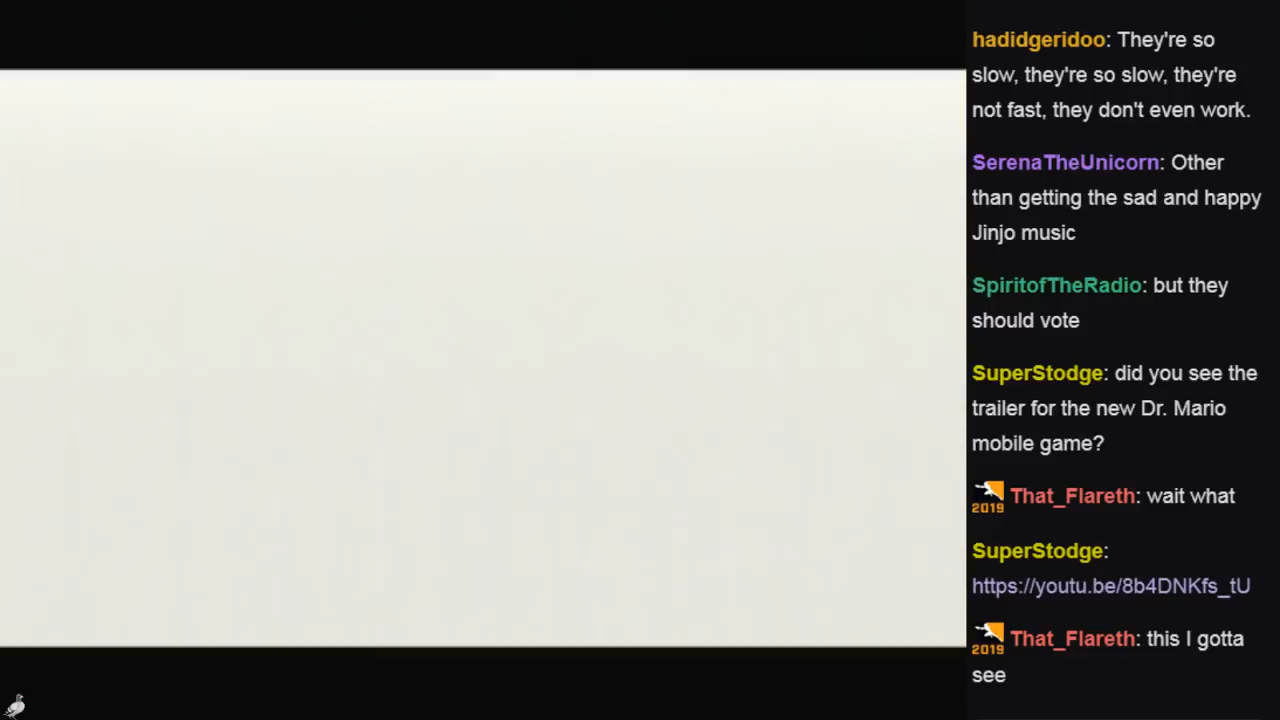 hadidgeridoo: They're so
slow, they're so slow, they're
not fast, they don't even work.
SerenaTheUnicorn: Other
than getting the sad and happy
Jinjo music
SpiritofTheRadio: but they
should vote
SuperStodge: did you see the
trailer for the new Dr. Mario
mobile game?
2019 That_Flareth: wait what
SuperStodge:
https://youtu.be/8b4DNKfs_tU
2019 That_Flareth: this I gotta
see